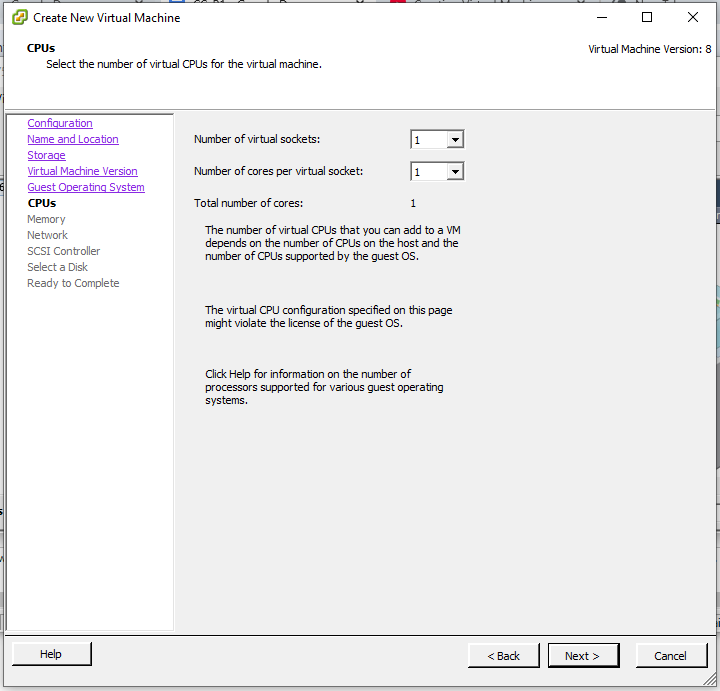 Create New Virtual Machine
CPUs
Select the number of virtual CPUs for the virtual machine.
Virtual Machine Version: 8
Configuration
Name and Location
Storage
Virtual Machine Version
Guest Operating System
CPUs
Memory
Network
SCSI Controller
Select a Disk
Ready to Complete
Number of virtual sockets: 1
Number of cores per virtual socket: 1
Total number of cores: 1
The number of virtual CPUs that you can add to a VM
depends on the number of CPUs on the host and the
number of CPUs supported by the guest OS.
The virtual CPU configuration specified on this page
might violate the license of the guest OS.
Click Help for information on the number of
processors supported for various guest operating
systems.
Help
< Back
Next >
Cancel